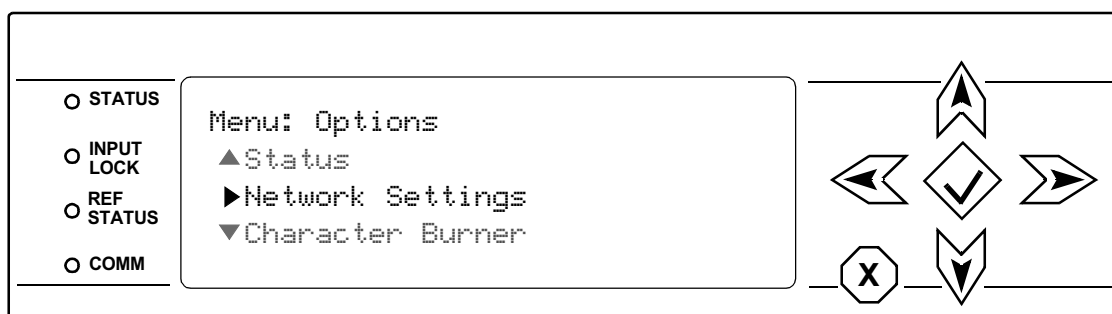 STATUS
INPUT
LOCK
REF
STATUS
COMM
Menu: Options
▲Status
▶Network Settings
▼Character Burner
X